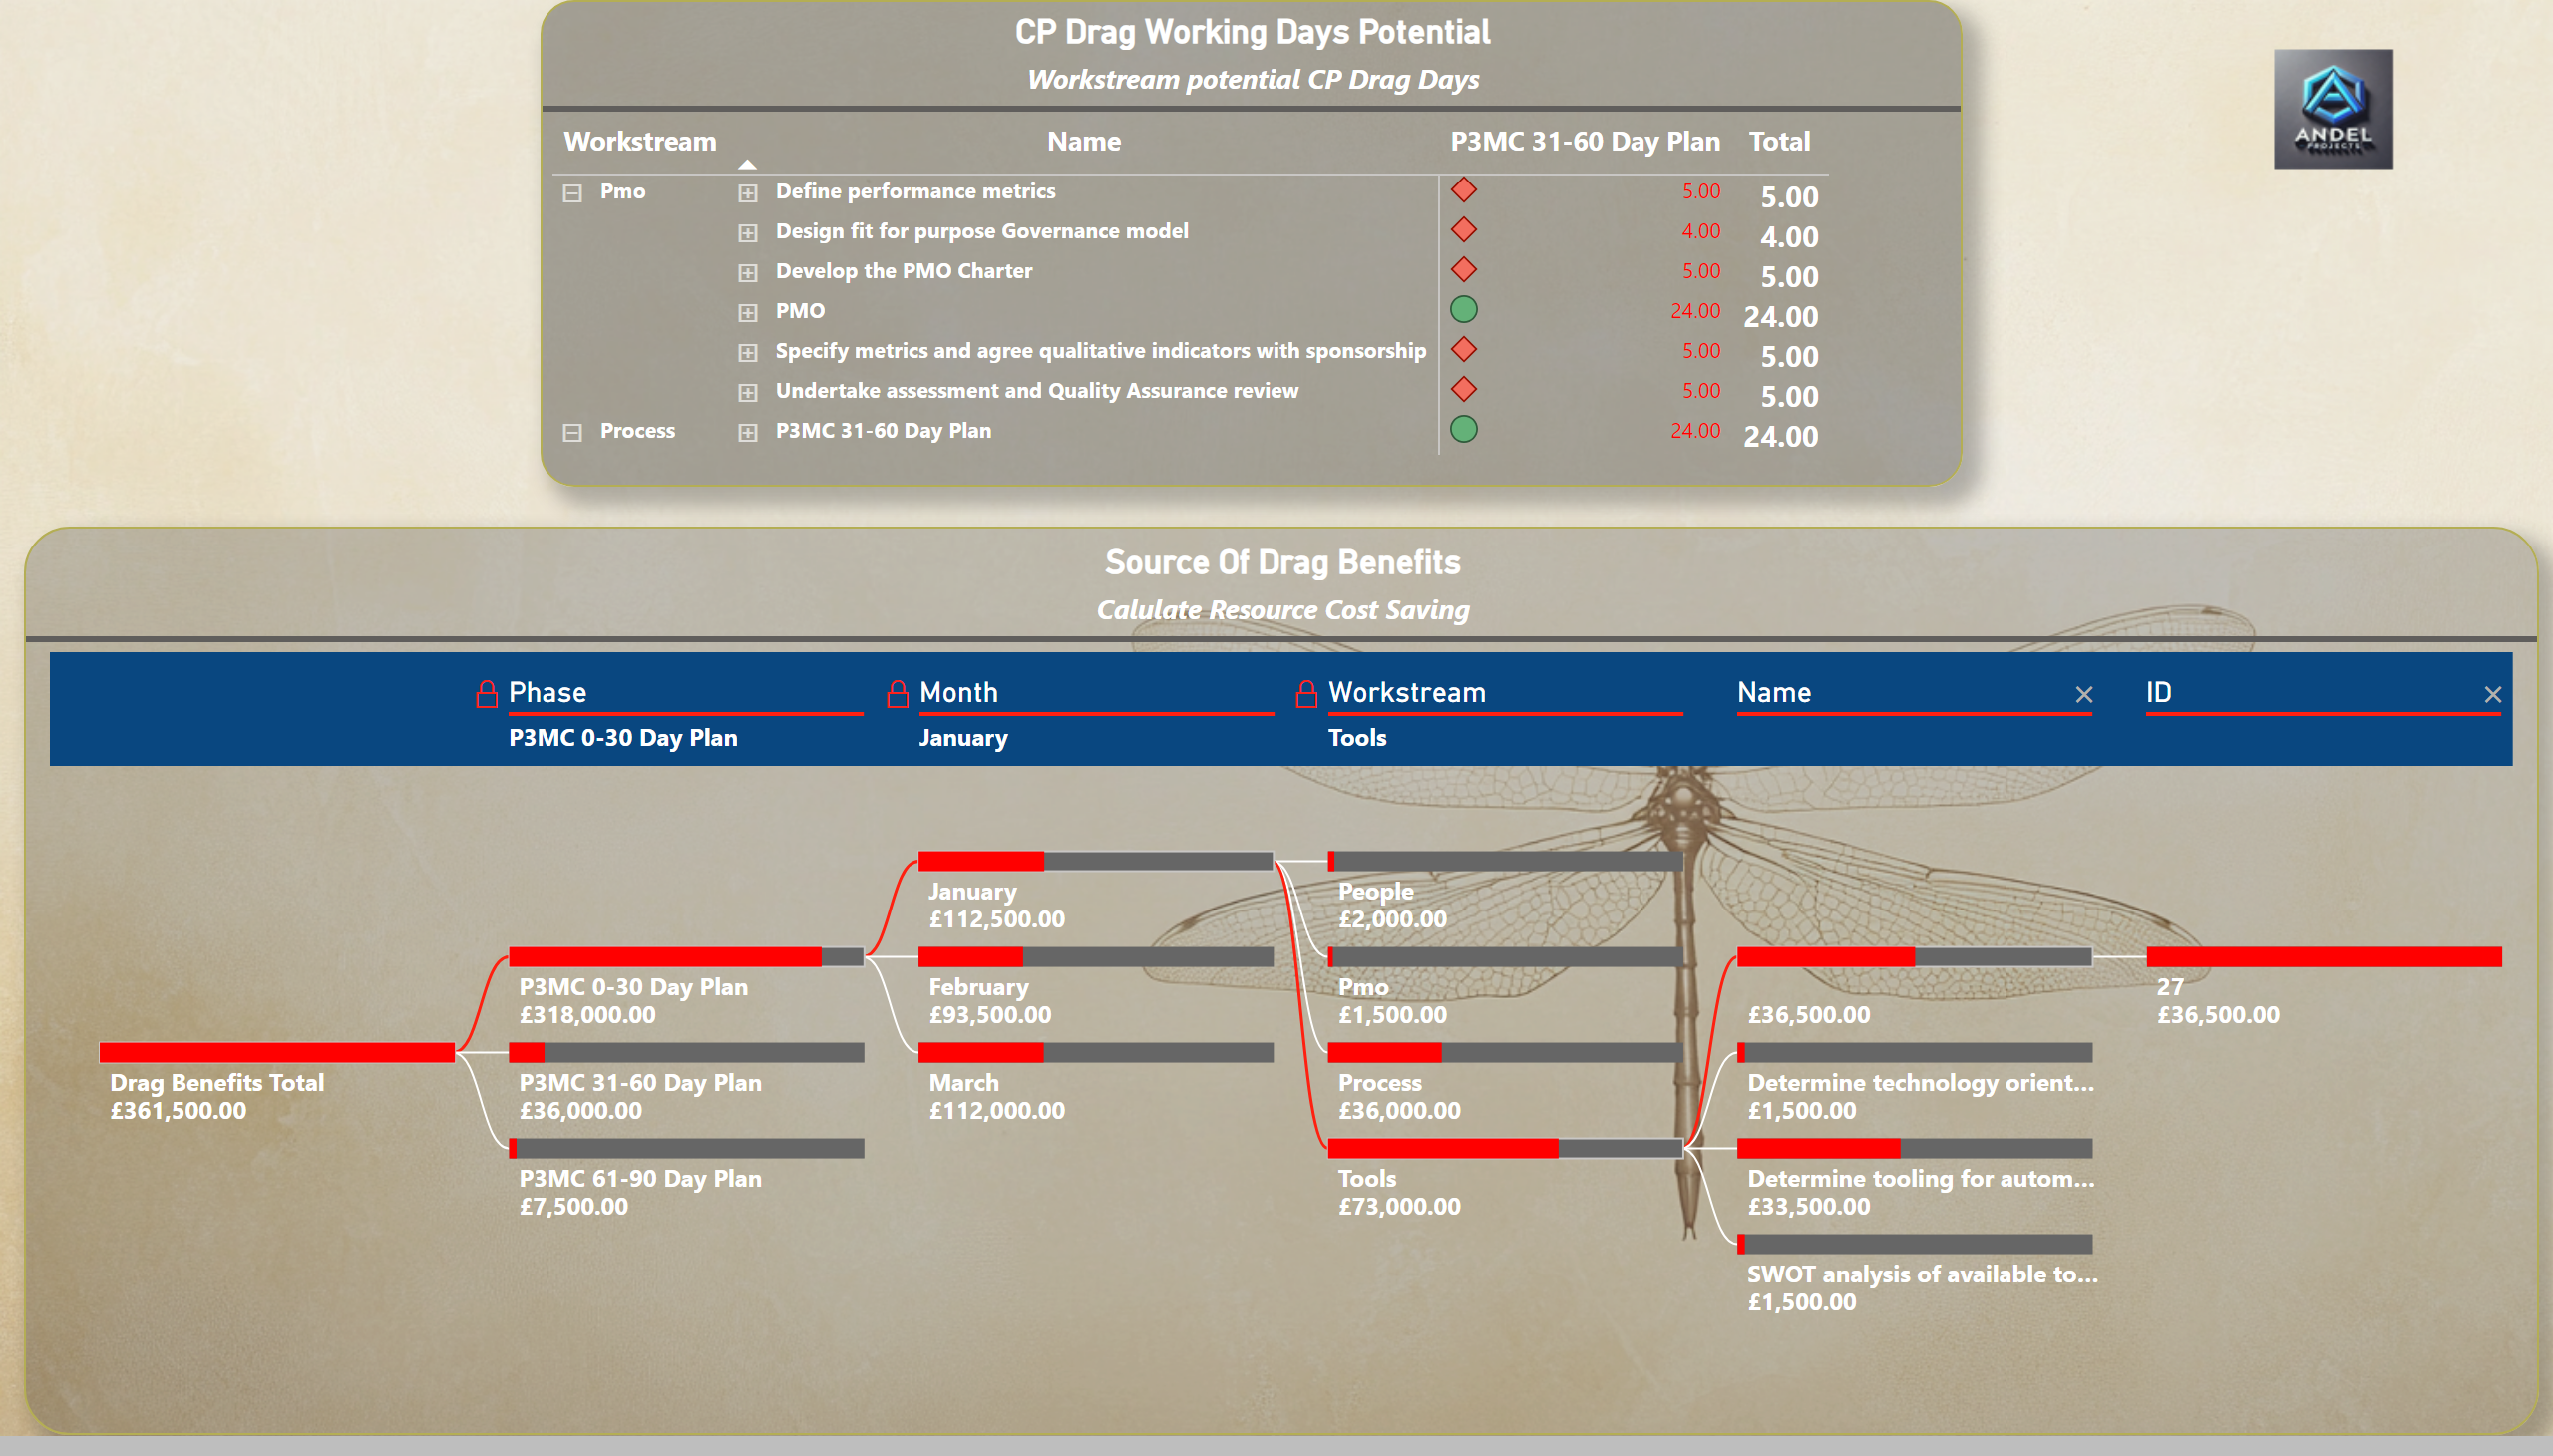 CP Drag Working Days Potential
Workstream potential CP Drag Days
ANDEL
PROJECTS
Workstream Name P3MC 31-60 Day Plan Total
Pmo Define performance metrics 5.00 5.00
Design fit for purpose Governance model 4.00 4.00
Develop the PMO Charter 5.00 5.00
PMO 24.00 24.00
Specify metrics and agree qualitative indicators with sponsorship 5.00 5.00
Undertake assessment and Quality Assurance review 5.00 5.00
Process P3MC 31-60 Day Plan 24.00 24.00
Source Of Drag Benefits
Calulate Resource Cost Saving
Phase Month Workstream Name ID
P3MC 0-30 Day Plan January Tools
Drag Benefits Total
£361,500.00
P3MC 0-30 Day Plan
£318,000.00
P3MC 31-60 Day Plan
£36,000.00
P3MC 61-90 Day Plan
£7,500.00
January
£112,500.00
February
£93,500.00
March
£112,000.00
People
£2,000.00
Pmo
£1,500.00
Process
£36,000.00
Tools
£73,000.00
£36,500.00
Determine technology orient...
£1,500.00
Determine tooling for autom...
£33,500.00
SWOT analysis of available to...
£1,500.00
27
£36,500.00